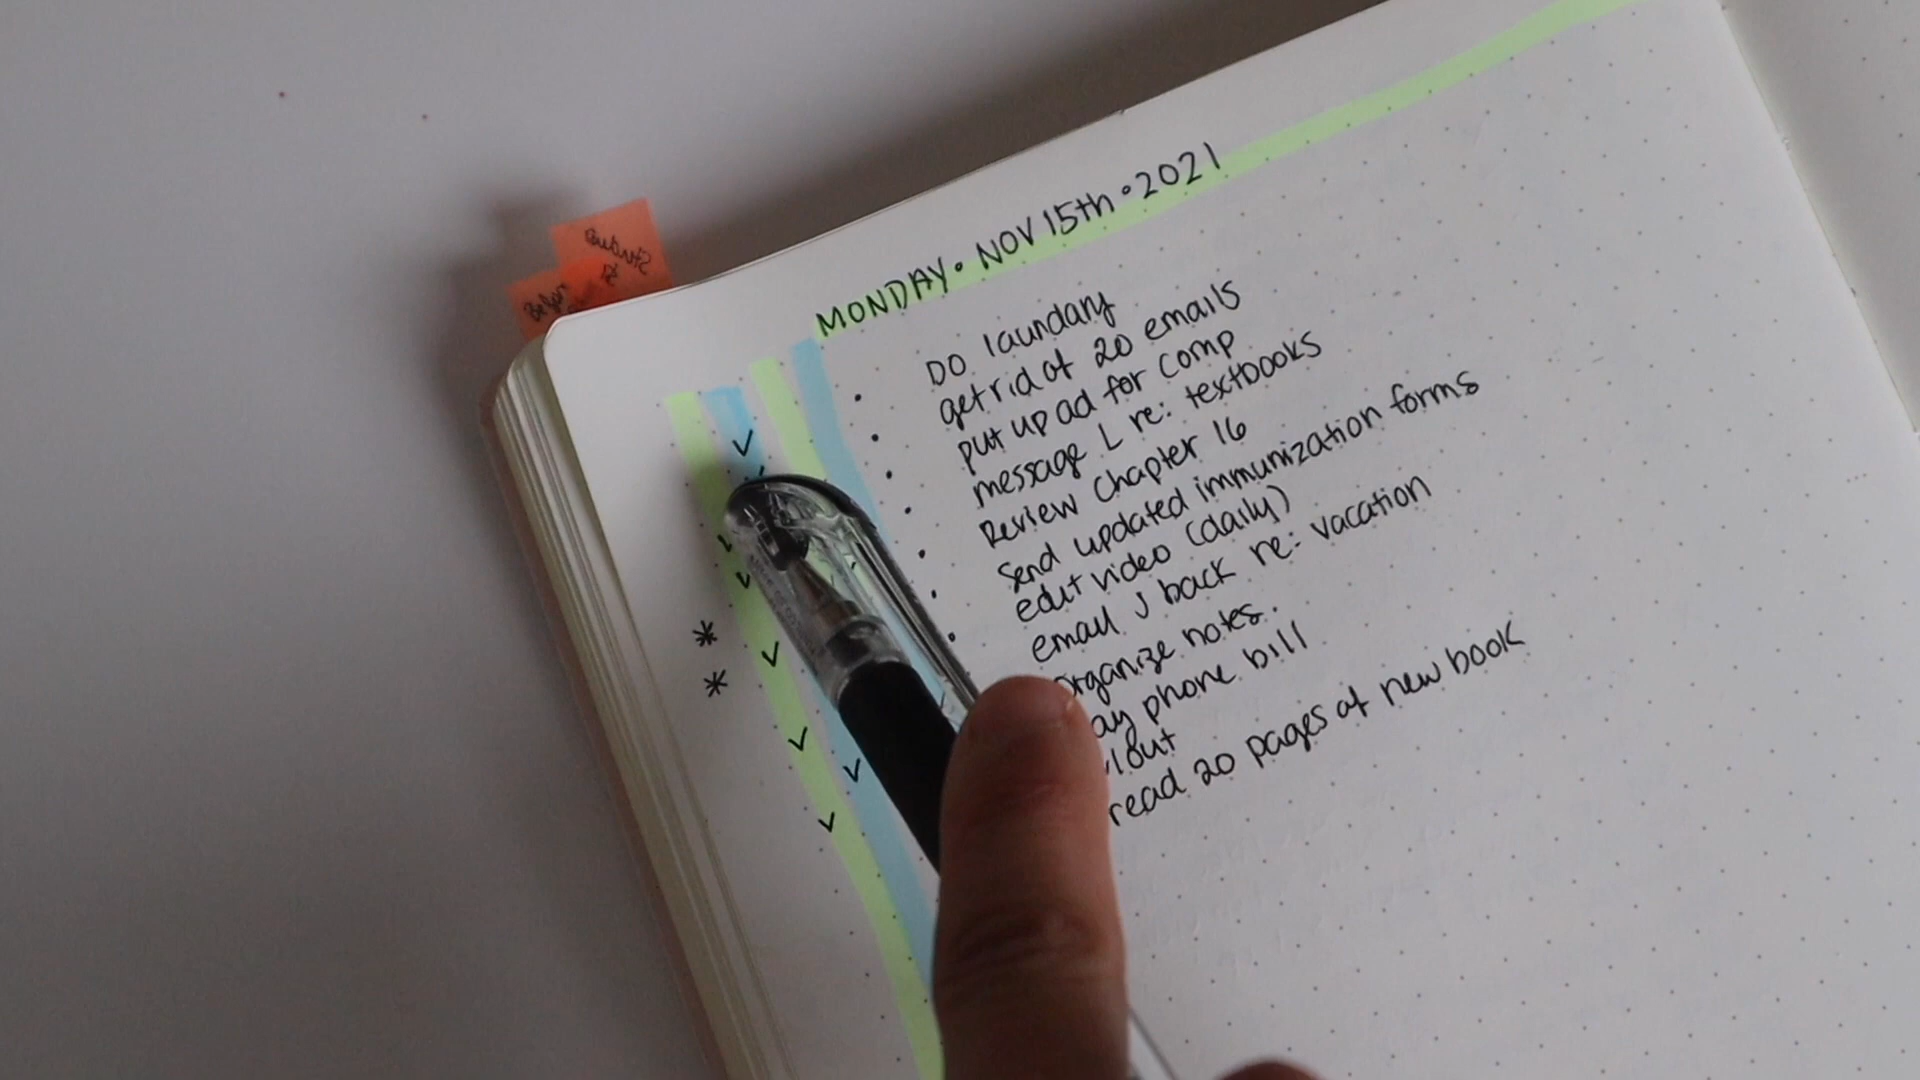 MONDAY • NOV 15th • 2021
DO laundary
get rid of 20 emails
put up ad for comp
message L re: textbooks
Review Chapter 16
Send updated immunization forms
edit video (daily)
email J back re: vacation
organize notes.
ay phone bill
read 20 pages of new book